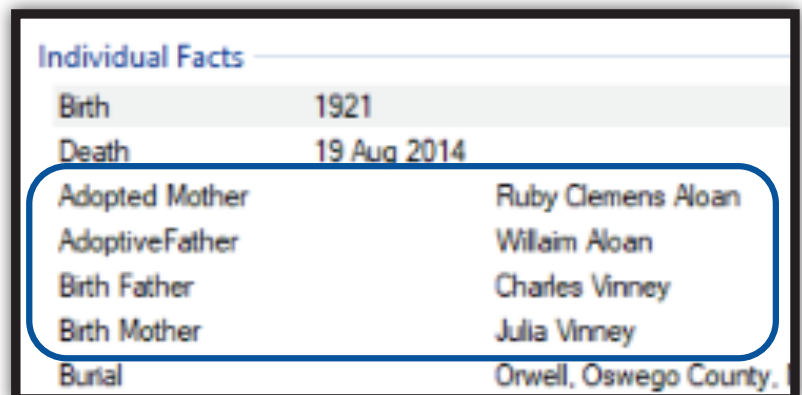 Individual Facts
Birth 1921
Death 19 Aug 2014
Adopted Mother Ruby Clemens Aloan
AdoptiveFather Willaim Aloan
Birth Father Charles Vinney
Birth Mother Julia Vinney
Burial Orwell, Oswego County,